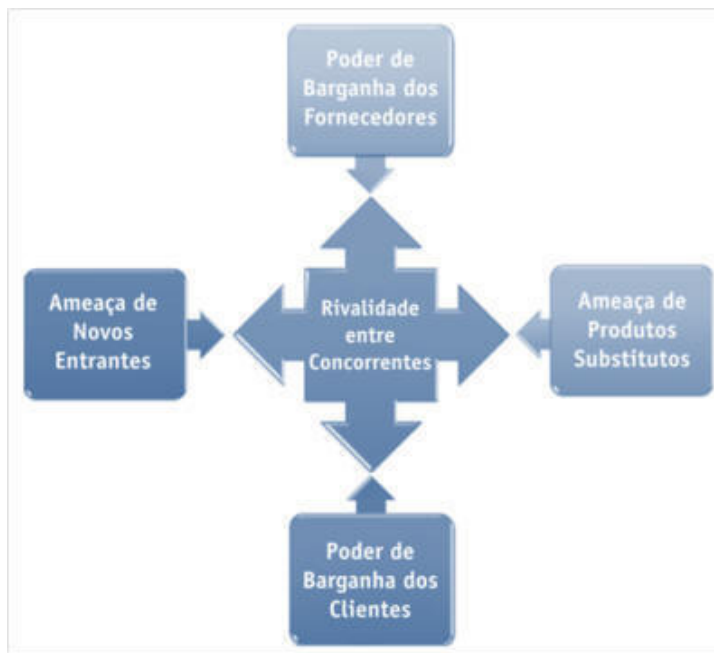 Poder de
Barganha dos
Fornecedores
Ameaça de
Novos
Entrantes
Rivalidade
entre
Concorrentes
Ameaça de
Produtos
Substitutos
Poder de
Barganha dos
Clientes